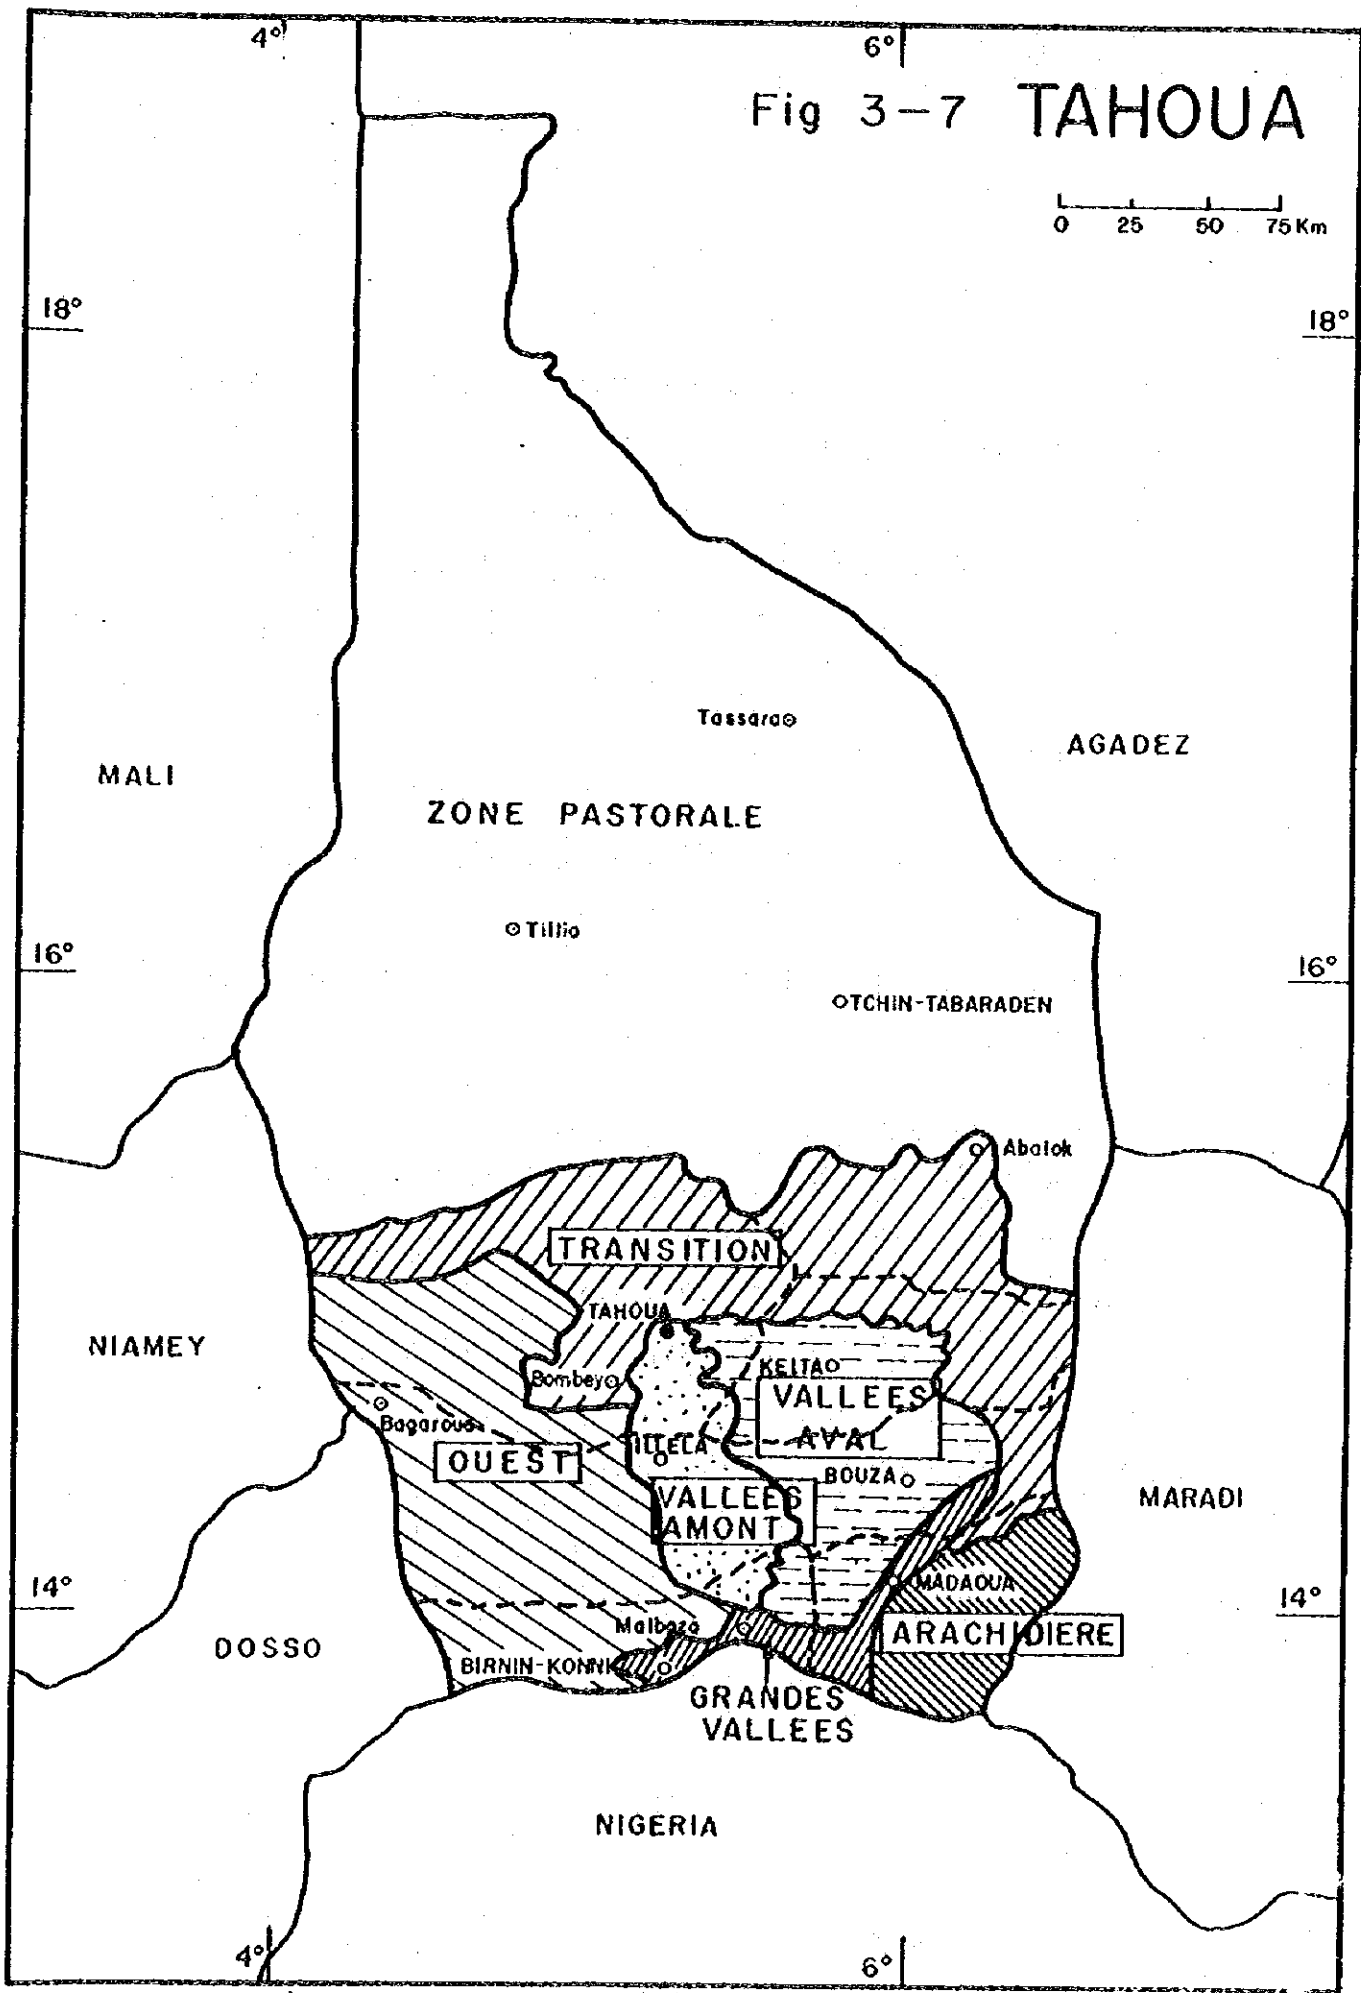 4°
6°
Fig 3-7 TAHOUA
0 25 50 75 Km
18°
18°
Tassara
AGADEZ
MALI
ZONE PASTORALE
Tillia
16°
16°
TCHIN-TABARADEN
Abalak
TRANSITION
TAHOUA
NIAMEY
KEITA
Bambey
VALLEES
AVAL
Bagaroua
ILLELA
OUEST
BOUZA
VALLEES
AMONT
MARADI
14°
MADAOUA
14°
Malbaza
ARACHIDIERE
DOSSO
BIRNIN-KONNI
GRANDES
VALLEES
NIGERIA
4°
6°